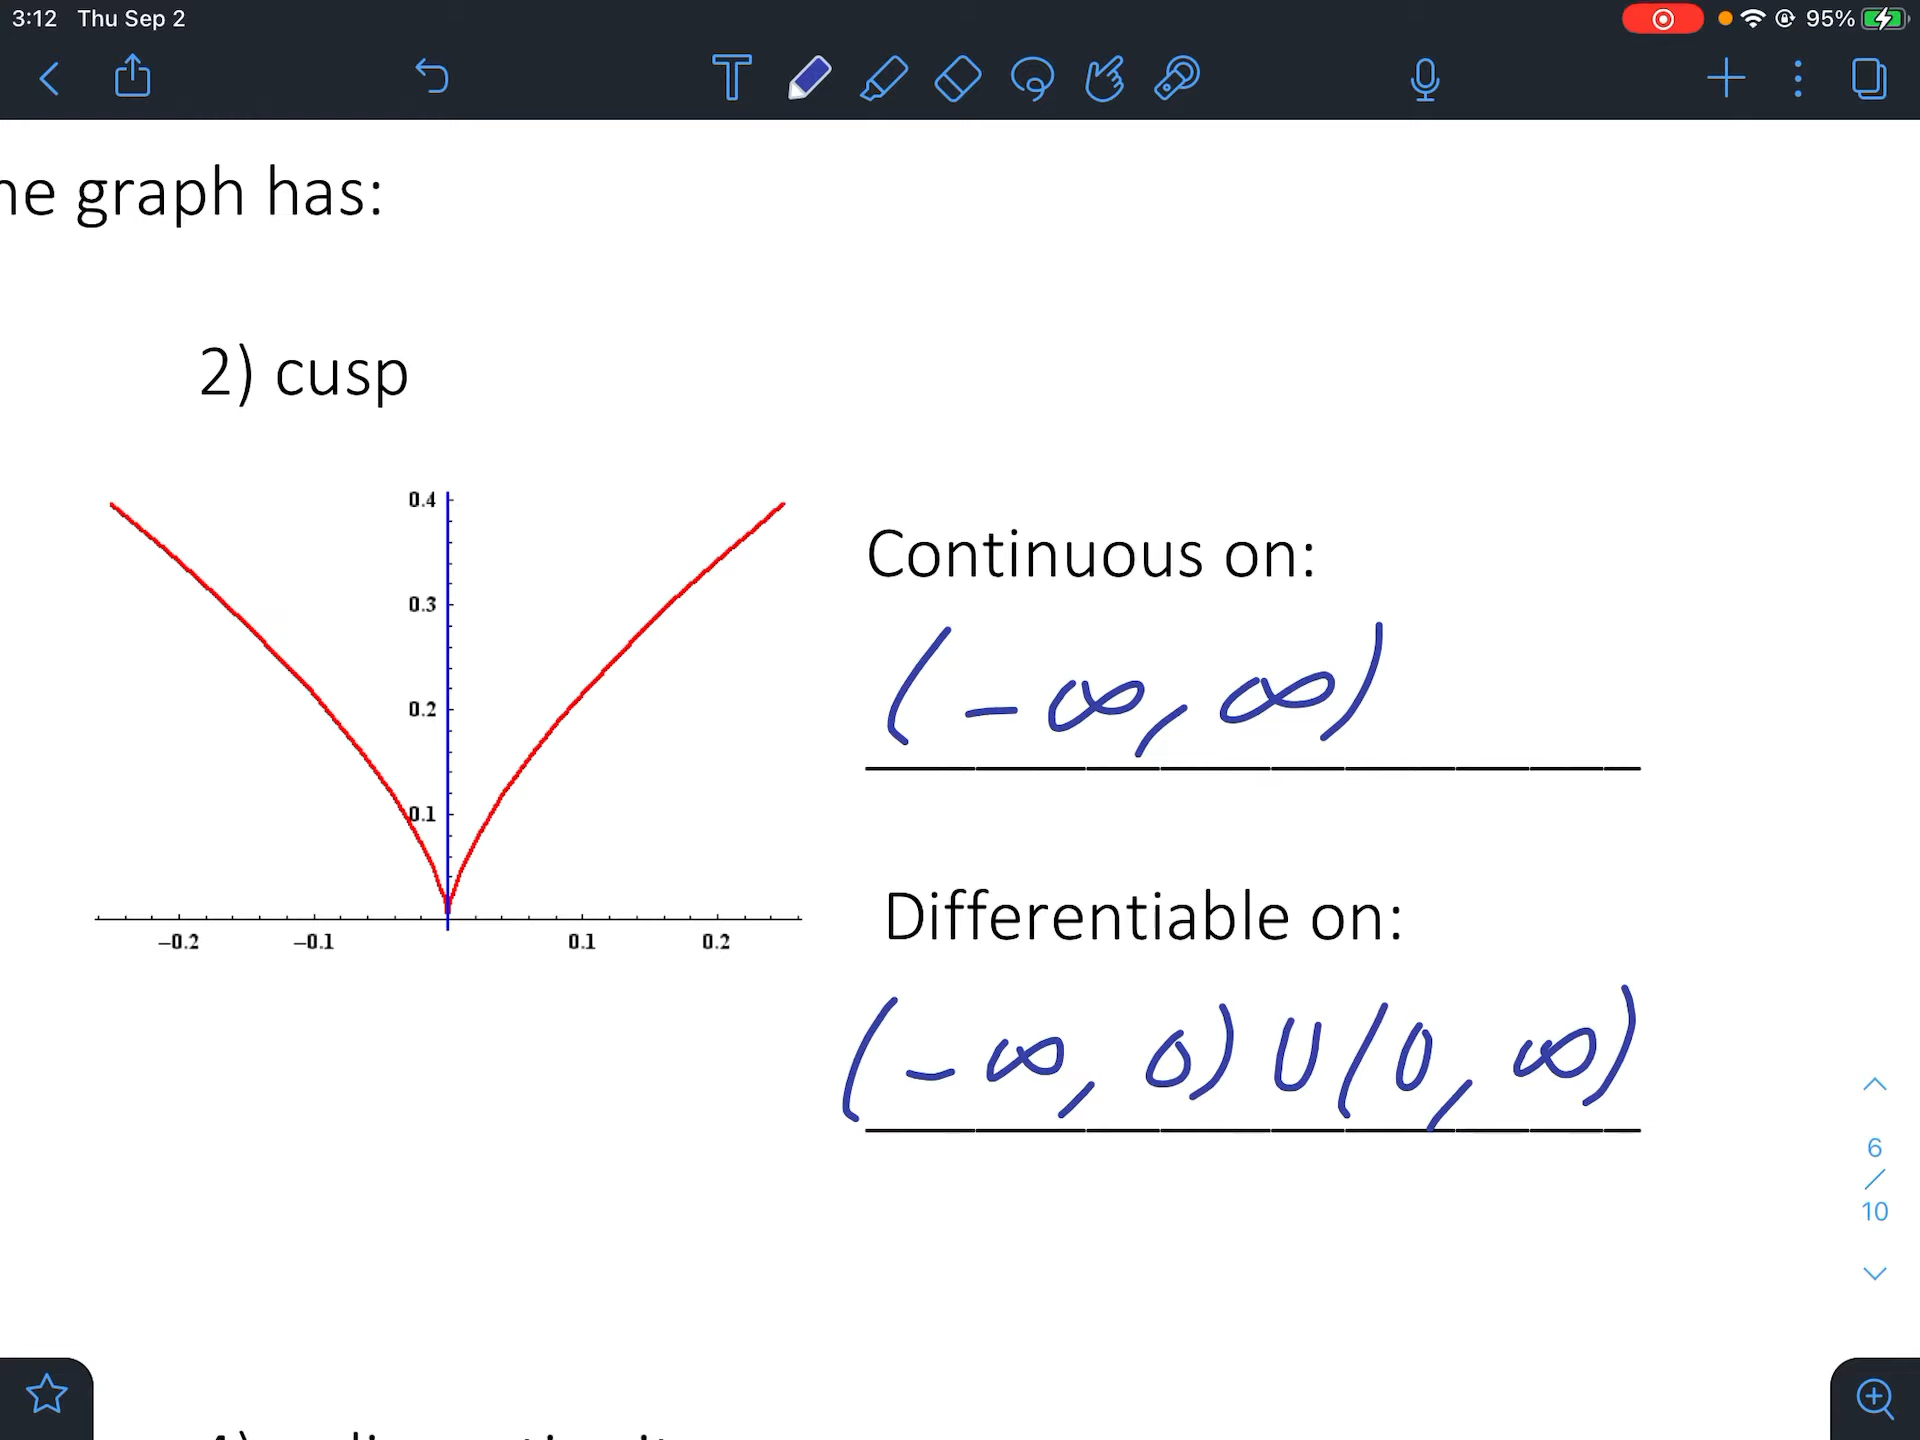 3:12 Thu Sep 2
95%
T
he graph has:
2) cusp
0.4
0.3
0.2
0.1
-0.2 -0.1 0.1 0.2
Continuous on:
(-∞, ∞)
Differentiable on:
(-∞, 0) U (0, ∞)
6
/
10